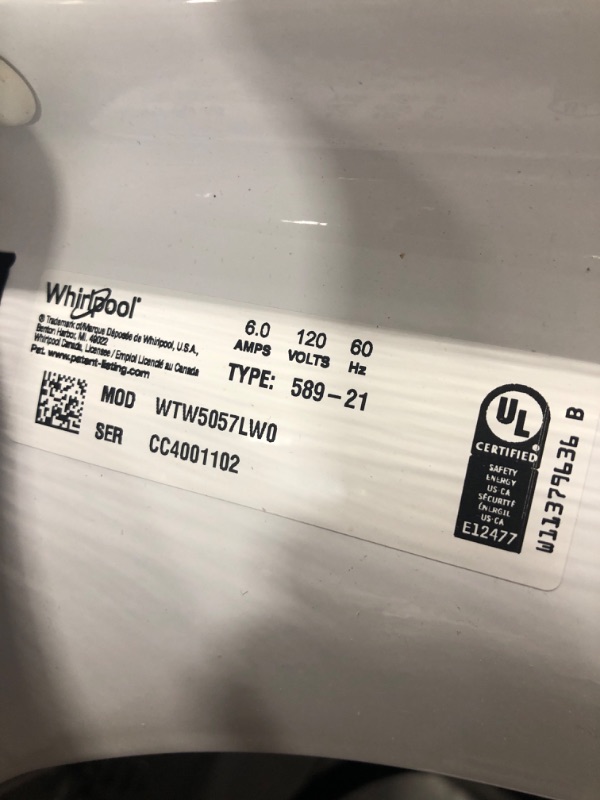 Whirlpool®
® Trademark of/Marque Déposée de Whirlpool, U.S.A.,
Benton Harbor, MI. 49022
Whirlpool Canada, Licensee / Emploi Licencié au Canada
Pat. www.patent-listing.com
6.0 AMPS
120 VOLTS
60 Hz
TYPE: 589-21
MOD WTW5057LW0
SER CC4001102
UL
CERTIFIED
SAFETY
ENERGY
US-CA
SÉCURITÉ
ÉNERGIE
US-CA
E12477
W11379636 B